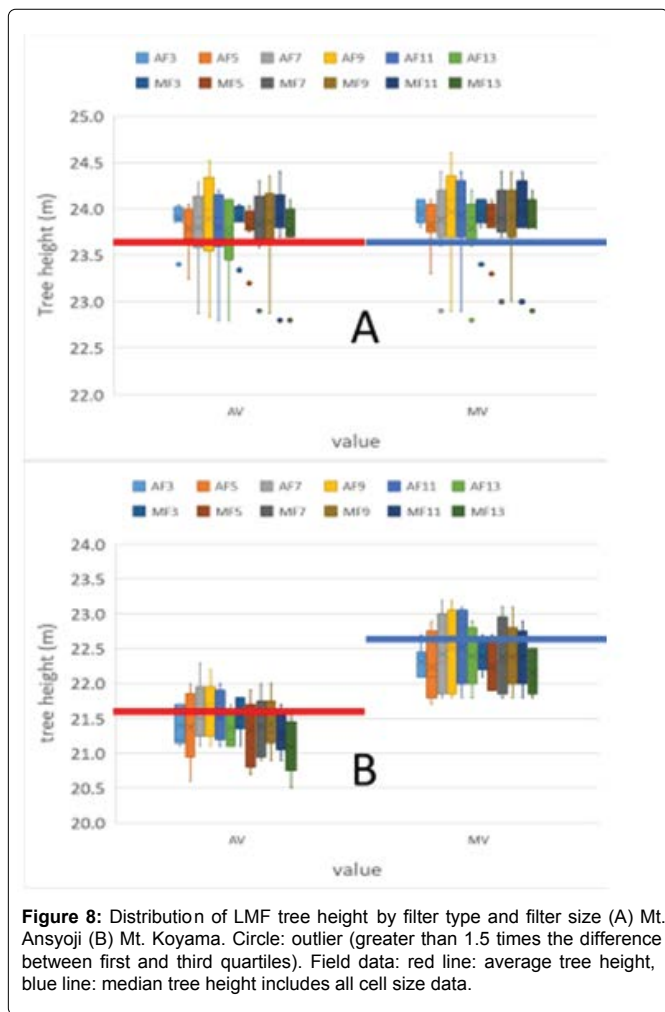 AF3 AF5 AF7 AF9 AF11 AF13
MF3 MF5 MF7 MF9 MF11 MF13
25.0
24.5
24.0
23.5
23.0
22.5
22.0
Tree height (m)
A
AV MV
value
AF3 AF5 AF7 AF9 AF11 AF13
MF3 MF5 MF7 MF9 MF11 MF13
24.0
23.5
23.0
22.5
22.0
21.5
21.0
20.5
20.0
tree height (m)
B
AV MV
value
Figure 8: Distribution of LMF tree height by filter type and filter size (A) Mt.
Ansyoji (B) Mt. Koyama. Circle: outlier (greater than 1.5 times the difference
between first and third quartiles). Field data: red line: average tree height,
blue line: median tree height includes all cell size data.